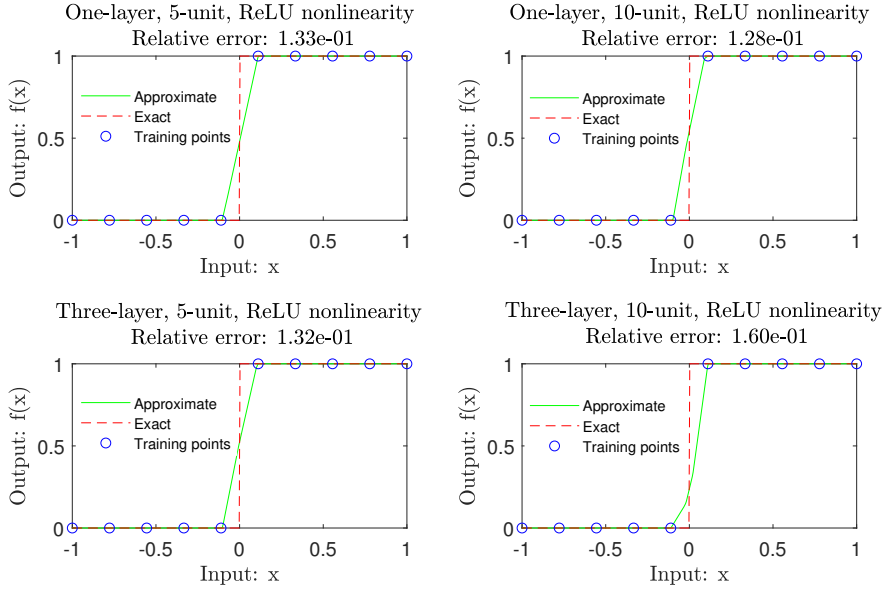 One-layer, 5-unit, ReLU nonlinearity
Relative error: 1.33e-01
1
0.5
0
-1
-0.5
0
0.5
1
Output: f(x)
Input: x
Approximate
Exact
Training points
One-layer, 10-unit, ReLU nonlinearity
Relative error: 1.28e-01
1
0.5
0
-1
-0.5
0
0.5
1
Output: f(x)
Input: x
Approximate
Exact
Training points
Three-layer, 5-unit, ReLU nonlinearity
Relative error: 1.32e-01
1
0.5
0
-1
-0.5
0
0.5
1
Output: f(x)
Input: x
Approximate
Exact
Training points
Three-layer, 10-unit, ReLU nonlinearity
Relative error: 1.60e-01
1
0.5
0
-1
-0.5
0
0.5
1
Output: f(x)
Input: x
Approximate
Exact
Training points